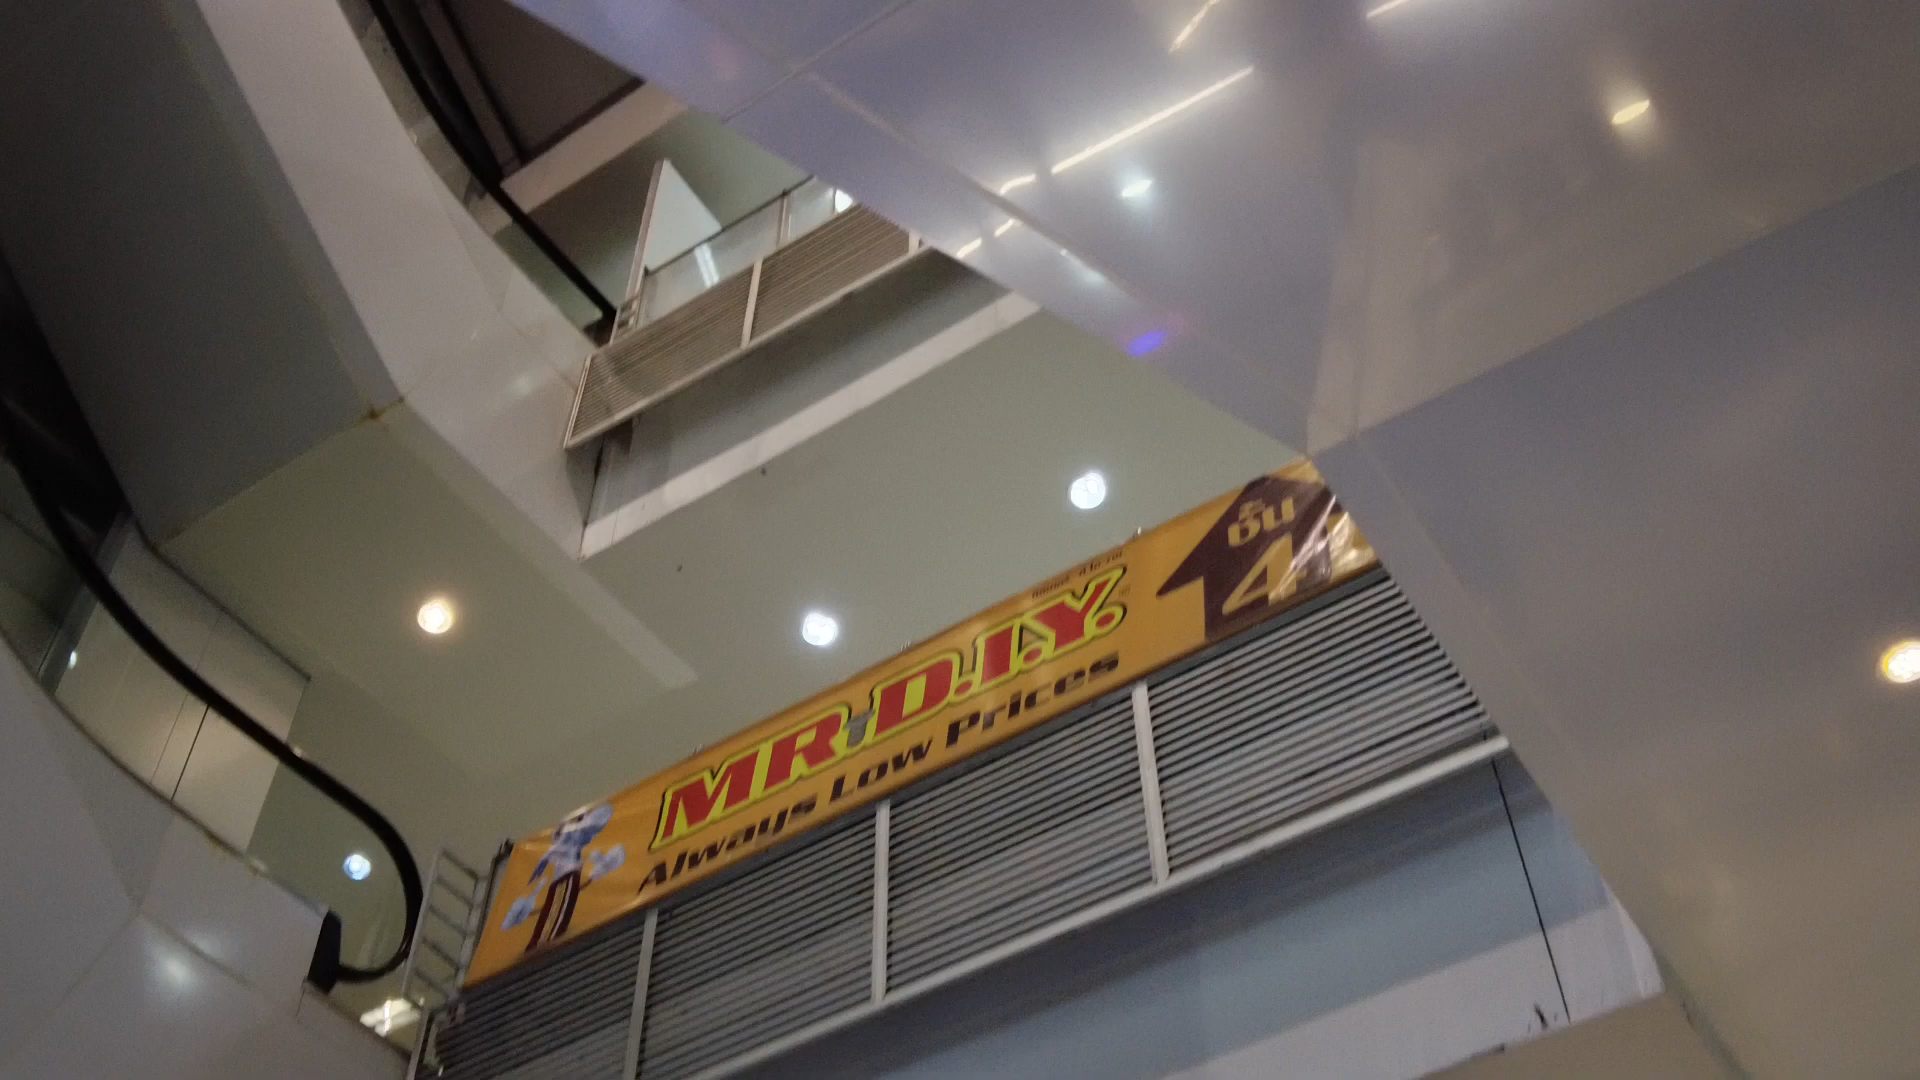 MR.D.I.Y.
Always Low Prices
ชั้น
4